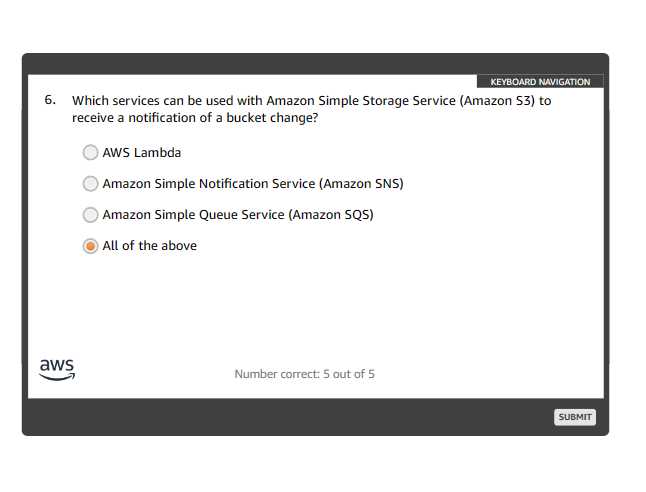 KEYBOARD NAVIGATION
6. Which services can be used with Amazon Simple Storage Service (Amazon S3) to
receive a notification of a bucket change?
AWS Lambda
Amazon Simple Notification Service (Amazon SNS)
Amazon Simple Queue Service (Amazon SQS)
All of the above
aws
Number correct: 5 out of 5
SUBMIT